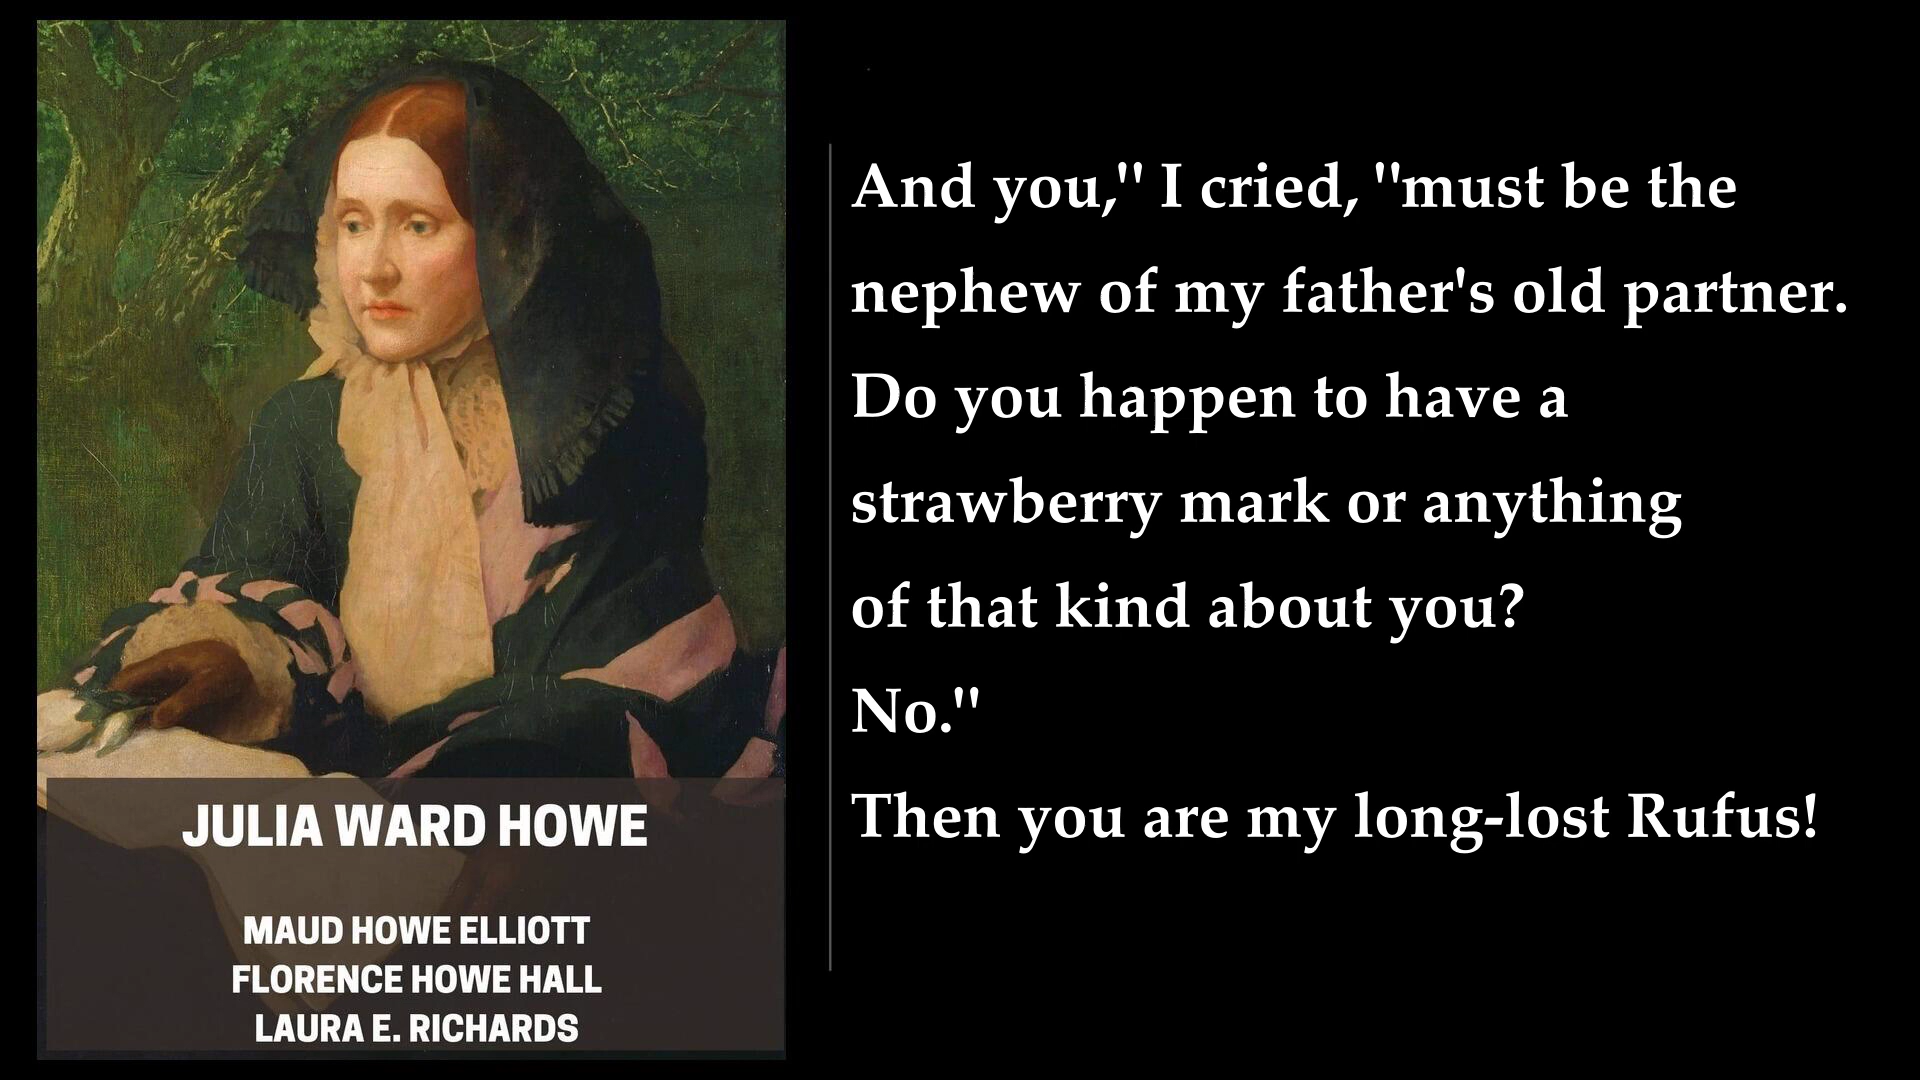 And you," I cried, "must be the
nephew of my father's old partner.
Do you happen to have a
strawberry mark or anything
of that kind about you?
No."
Then you are my long-lost Rufus!
JULIA WARD HOWE
MAUD HOWE ELLIOTT
FLORENCE HOWE HALL
LAURA E. RICHARDS